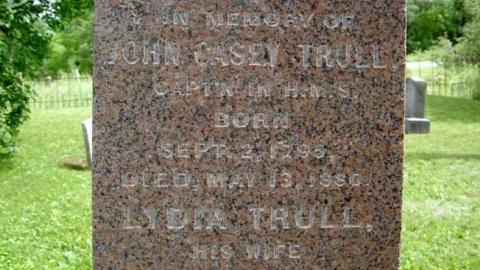 IN MEMORY OF
JOHN CASEY TRULL
CAPT'N IN H.M.S.
BORN
SEPT. 2, 1795,
DIED, MAY 13, 1880.
LYDIA TRULL,
HIS WIFE